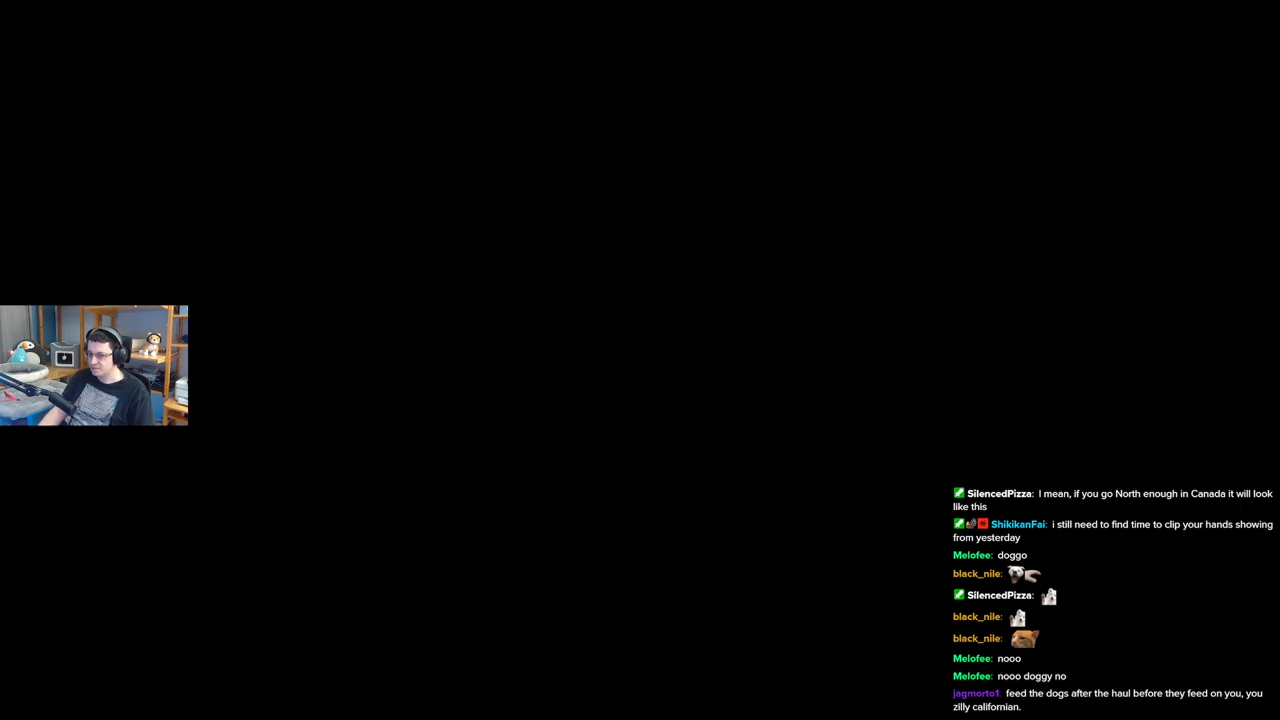 SilencedPizza: I mean, if you go North enough in Canada it will look
like this
ShikikanFai: i still need to find time to clip your hands showing
from yesterday
Melofee: doggo
black_nile:
SilencedPizza:
black_nile:
black_nile:
Melofee: nooo
Melofee: nooo doggy no
jagmorto1: feed the dogs after the haul before they feed on you, you
zilly californian.